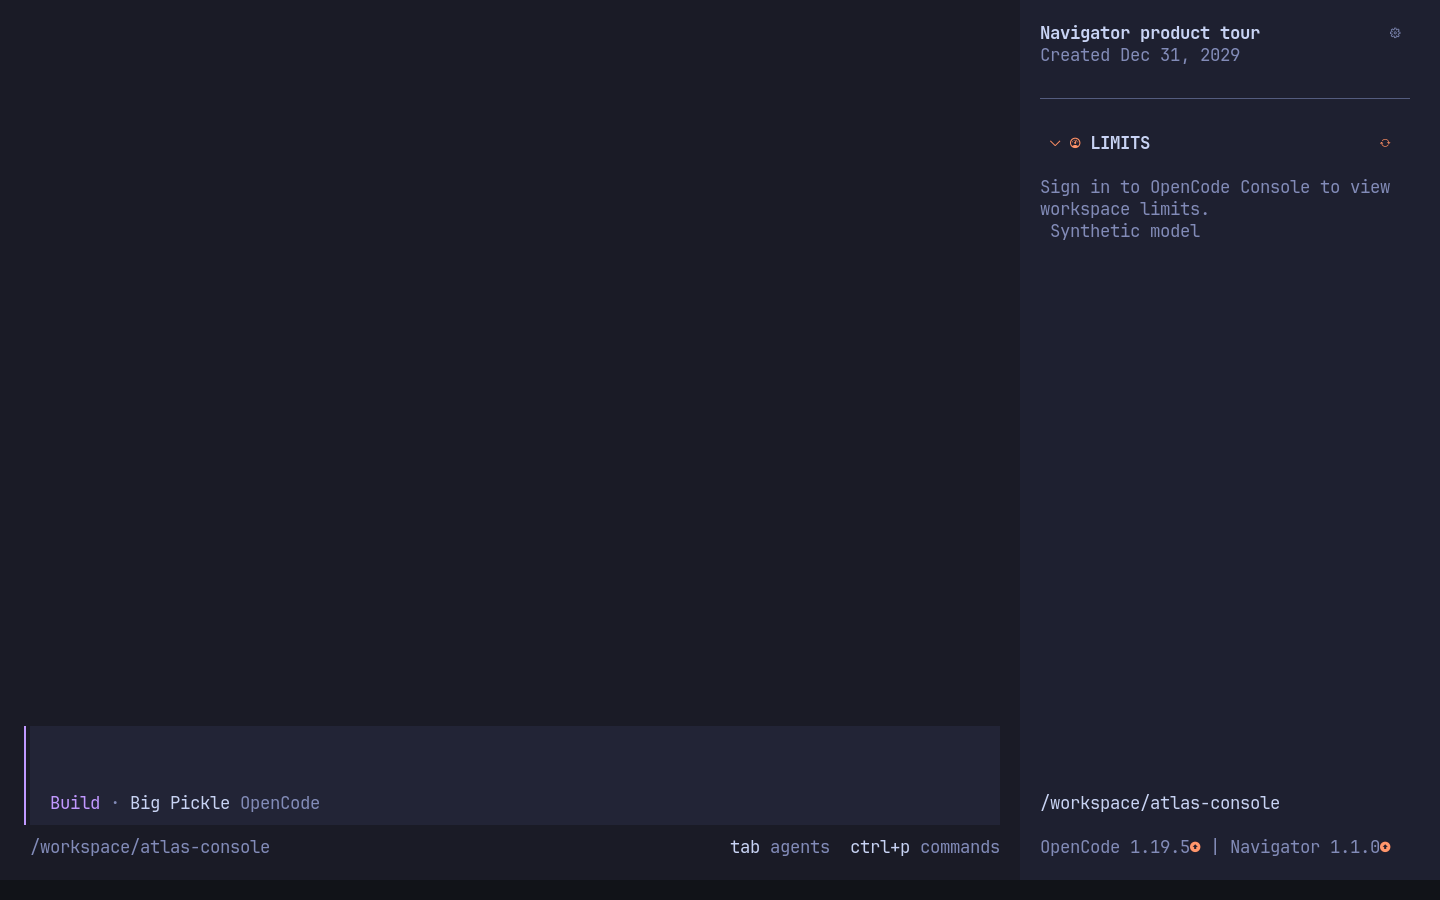 Navigator product tour
Created Dec 31, 2029
LIMITS
Sign in to OpenCode Console to view
workspace limits.
Synthetic model
Build · Big Pickle OpenCode
/workspace/atlas-console
tab agents  ctrl+p commands
/workspace/atlas-console
OpenCode 1.19.5 | Navigator 1.1.0